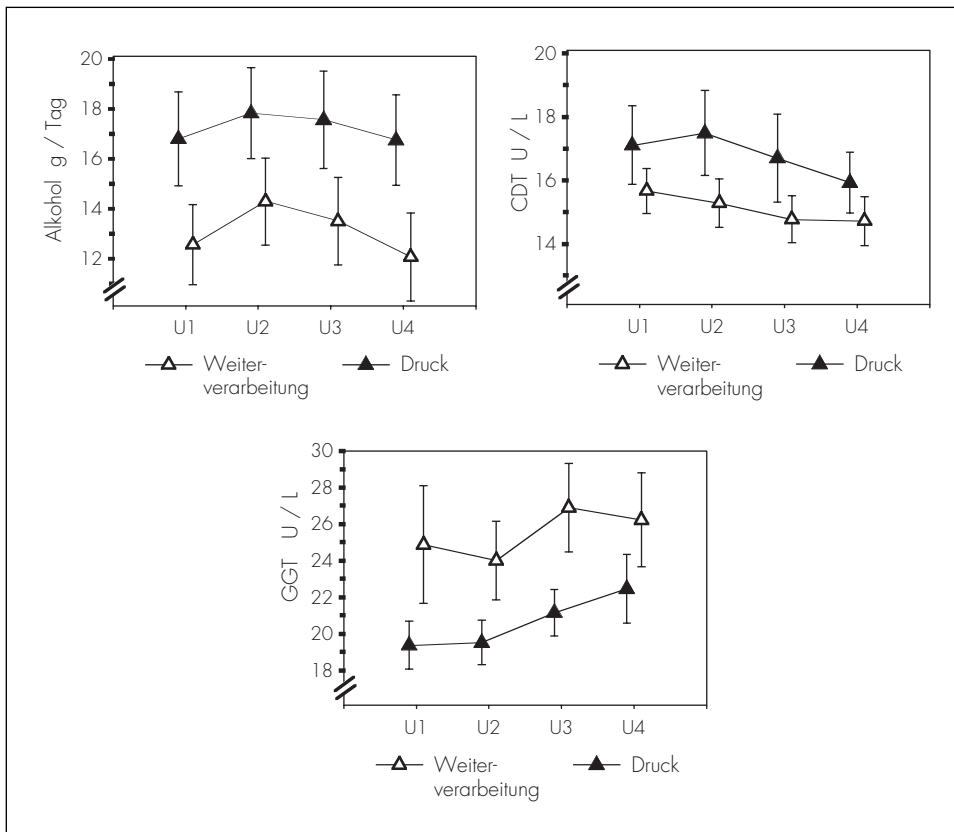 Alkohol g / Tag
20
18
16
14
12
U1 U2 U3 U4
Weiter-
verarbeitung
Druck
CDT U / L
20
18
16
14
U1 U2 U3 U4
Weiter-
verarbeitung
Druck
GGT U / L
30
28
26
24
22
20
18
U1 U2 U3 U4
Weiter-
verarbeitung
Druck